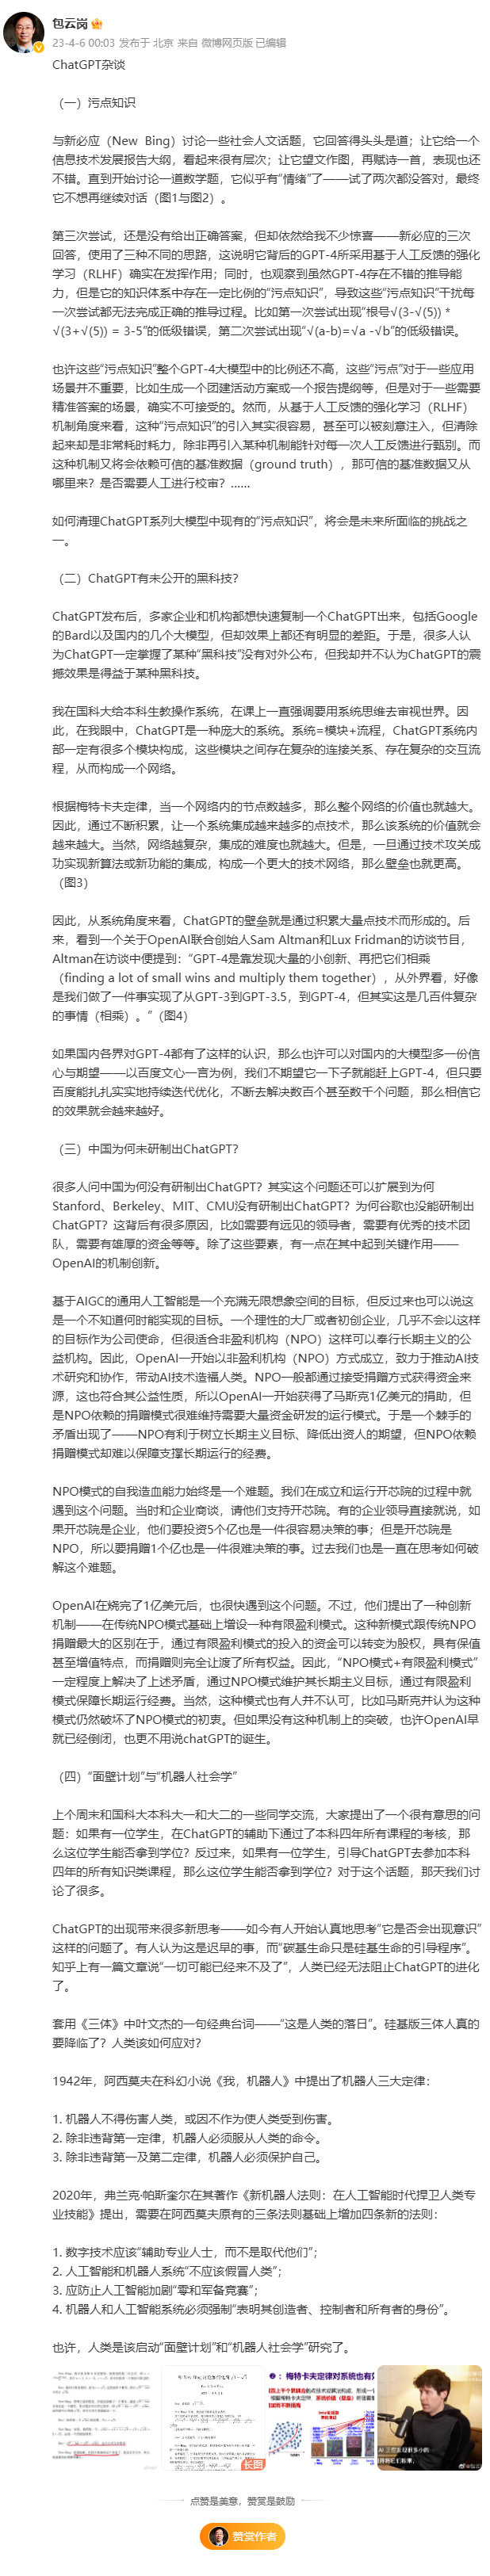 包云岗
23-4-6 00:03 发布于 北京 来自 微博网页版 已编辑
ChatGPT杂谈
（一）污点知识
与新必应（New Bing）讨论一些社会人文话题，它回答得头头是道；让它给一个
信息技术发展报告大纲，看起来很有层次；让它望文作图，再赋诗一首，表现也还
不错。直到开始讨论一道数学题，它似乎有“情绪”了——试了两次都没答对，最终
它不想再继续对话（图1与图2）。
第三次尝试，还是没有给出正确答案，但却依然给我不少惊喜——新必应的三次
回答，使用了三种不同的思路，这说明它背后的GPT-4所采用基于人工反馈的强化
学习（RLHF）确实在发挥作用；同时，也观察到虽然GPT-4存在不错的推导能
力，但是它的知识体系中存在一定比例的“污点知识”，导致这些“污点知识”干扰每
一次尝试都无法完成正确的推导过程。比如第一次尝试出现“根号√(3-√(5)) *
√(3+√(5)) = 3-5”的低级错误，第二次尝试出现“√(a-b)=√a -√b”的低级错误。
也许这些“污点知识”整个GPT-4大模型中的比例还不高，这些“污点”对于一些应用
场景并不重要，比如生成一个团建活动方案或一个报告提纲等，但是对于一些需要
精准答案的场景，确实不可接受的。然而，从基于人工反馈的强化学习（RLHF）
机制角度来看，这种“污点知识”的引入其实很容易，甚至可以被刻意注入，但清除
起来却是非常耗时耗力，除非再引入某种机制能针对每一次人工反馈进行甄别。而
这种机制又将会依赖可信的基准数据（ground truth），那可信的基准数据又从
哪里来？是否需要人工进行校审？……
如何清理ChatGPT系列大模型中现有的“污点知识”，将会是未来所面临的挑战之
一。
（二）ChatGPT有未公开的黑科技？
ChatGPT发布后，多家企业和机构都想快速复制一个ChatGPT出来，包括Google
的Bard以及国内的几个大模型，但却效果上都还有明显的差距。于是，很多人认
为ChatGPT一定掌握了某种“黑科技”没有对外公布，但我却并不认为ChatGPT的震
撼效果是得益于某种黑科技。
我在国科大给本科生教操作系统，在课上一直强调要用系统思维去审视世界。因
此，在我眼中，ChatGPT是一种庞大的系统。系统=模块+流程，ChatGPT系统内
部一定有很多个模块构成，这些模块之间存在复杂的连接关系、存在复杂的交互流
程，从而构成一个网络。
根据梅特卡夫定律，当一个网络内的节点数越多，那么整个网络的价值也就越大。
因此，通过不断积累，让一个系统集成越来越多的点技术，那么该系统的价值就会
越来越大。当然，网络越复杂，集成的难度也就越大。但是，一旦通过技术攻关成
功实现新算法或新功能的集成，构成一个更大的技术网络，那么壁垒也就更高。
（图3）
因此，从系统角度来看，ChatGPT的壁垒就是通过积累大量点技术而形成的。后
来，看到一个关于OpenAI联合创始人Sam Altman和Lux Fridman的访谈节目，
Altman在访谈中便提到：“GPT-4是靠发现大量的小创新、再把它们相乘
（finding a lot of small wins and multiply them together），从外界看，好像
是我们做了一件事实现了从GPT-3到GPT-3.5，到GPT-4，但其实这是几百件复杂
的事情（相乘）。”（图4）
如果国内各界对GPT-4都有了这样的认识，那么也许可以对国内的大模型多一份信
心与期望——以百度文心一言为例，我们不期望它一下子就能赶上GPT-4，但只要
百度能扎扎实实地持续迭代优化，不断去解决数百个甚至数千个问题，那么相信它
的效果就会越来越好。
（三）中国为何未研制出ChatGPT？
很多人问中国为何没有研制出ChatGPT？其实这个问题还可以扩展到为何
Stanford、Berkeley、MIT、CMU没有研制出ChatGPT？为何谷歌也没能研制出
ChatGPT？这背后有很多原因，比如需要有远见的领导者，需要有优秀的技术团
队，需要有雄厚的资金等等。除了这些要素，有一点在其中起到关键作用——
OpenAI的机制创新。
基于AIGC的通用人工智能是一个充满无限想象空间的目标，但反过来也可以说这
是一个不知道何时能实现的目标。一个理性的大厂或者初创企业，几乎不会以这样
的目标作为公司使命，但很适合非盈利机构（NPO）这样可以奉行长期主义的公
益机构。因此，OpenAI一开始以非盈利机构（NPO）方式成立，致力于推动AI技
术研究和协作，带动AI技术造福人类。NPO一般都通过接受捐赠方式获得资金来
源，这也符合其公益性质，所以OpenAI一开始获得了马斯克1亿美元的捐助，但
是NPO依赖的捐赠模式很难维持需要大量资金研发的运行模式。于是一个棘手的
矛盾出现了——NPO有利于树立长期主义目标、降低出资人的期望，但NPO依赖
捐赠模式却难以保障支撑长期运行的经费。
NPO模式的自我造血能力始终是一个难题。我们在成立和运行开芯院的过程中就
遇到这个问题。当时和企业商谈，请他们支持开芯院。有的企业领导直接就说，如
果开芯院是企业，他们要投资5个亿也是一件很容易决策的事；但是开芯院是
NPO，所以要捐赠1个亿也是一件很难决策的事。过去我们也是一直在思考如何破
解这个难题。
OpenAI在烧完了1亿美元后，也很快遇到这个问题。不过，他们提出了一种创新
机制——在传统NPO模式基础上增设一种有限盈利模式。这种新模式跟传统NPO
捐赠最大的区别在于，通过有限盈利模式的投入的资金可以转变为股权，具有保值
甚至增值特点，而捐赠则完全让渡了所有权益。因此，“NPO模式+有限盈利模式”
一定程度上解决了上述矛盾，通过NPO模式维护其长期主义目标，通过有限盈利
模式保障长期运行经费。当然，这种模式也有人并不认可，比如马斯克并认为这种
模式仍然破坏了NPO模式的初衷。但如果没有这种机制上的突破，也许OpenAI早
就已经倒闭，也更不用说chatGPT的诞生。
（四）“面壁计划”与“机器人社会学”
上个周末和国科大本科大一和大二的一些同学交流，大家提出了一个很有意思的问
题：如果有一位学生，在ChatGPT的辅助下通过了本科四年所有课程的考核，那
么这位学生能否拿到学位？反过来，如果有一位学生，引导ChatGPT去参加本科
四年的所有知识类课程，那么这位学生能否拿到学位？对于这个话题，那天我们讨
论了很多。
ChatGPT的出现带来很多新思考——如今有人开始认真地思考“它是否会出现意识”
这样的问题了。有人认为这是迟早的事，而“碳基生命只是硅基生命的引导程序”。
知乎上有一篇文章说“一切可能已经来不及了”，人类已经无法阻止ChatGPT的进化
了。
套用《三体》中叶文杰的一句经典台词——“这是人类的落日”。硅基版三体人真的
要降临了？人类该如何应对？
1942年，阿西莫夫在科幻小说《我，机器人》中提出了机器人三大定律：
1. 机器人不得伤害人类，或因不作为使人类受到伤害。
2. 除非违背第一定律，机器人必须服从人类的命令。
3. 除非违背第一及第二定律，机器人必须保护自己。
2020年，弗兰克·帕斯奎尔在其著作《新机器人法则：在人工智能时代捍卫人类专
业技能》提出，需要在阿西莫夫原有的三条法则基础上增加四条新的法则：
1. 数字技术应该“辅助专业人士，而不是取代他们”；
2. 人工智能和机器人系统“不应该假冒人类”；
3. 应防止人工智能加剧“零和军备竞赛”；
4. 机器人和人工智能系统必须强制“表明其创造者、控制者和所有者的身份”。
也许，人类是该启动“面壁计划”和“机器人社会学”研究了。
长图
：梅特卡夫定律对系统也有
点赞是美意，赞赏是鼓励
赞赏作者